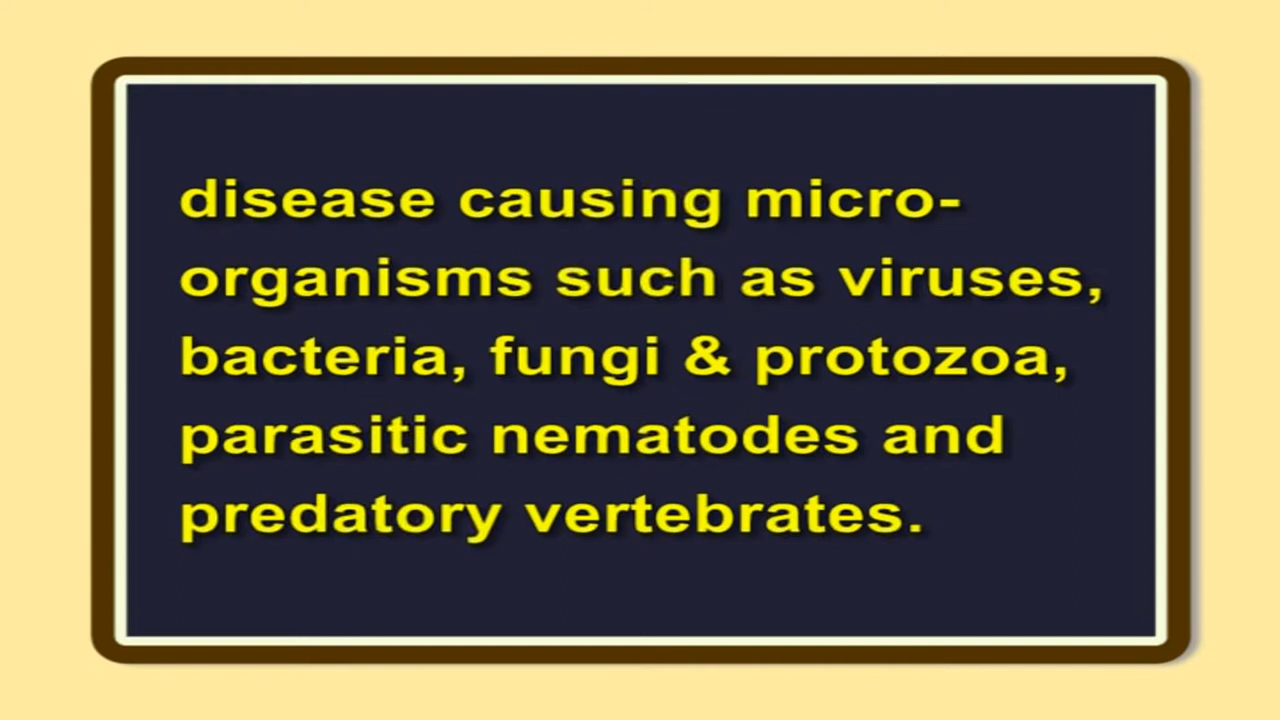 disease causing micro-
organisms such as viruses,
bacteria, fungi & protozoa,
parasitic nematodes and
predatory vertebrates.